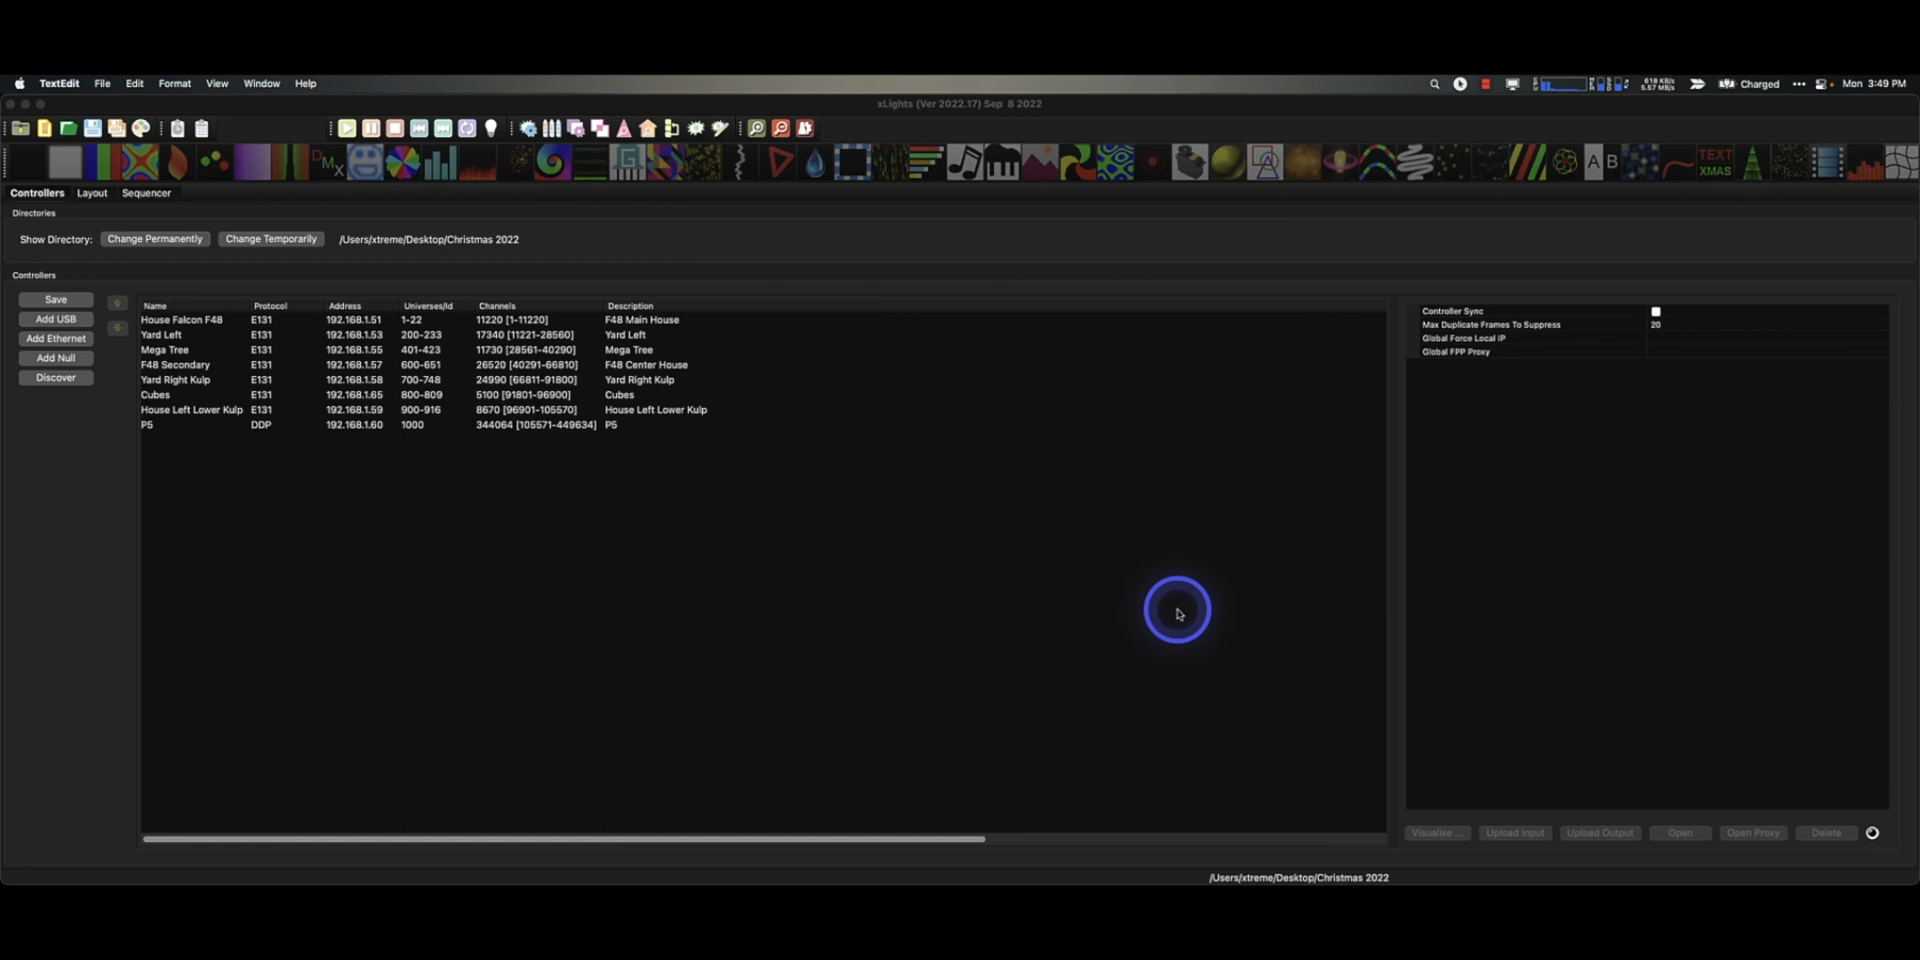 TextEdit File Edit Format View Window Help
618 KB/s
5.57 MB/s
Charged
Mon 3:49 PM
xLights (Ver 2022.17) Sep 8 2022
DMX
A B
TEXT
XMAS
Controllers Layout Sequencer
Directories
Show Directory: Change Permanently Change Temporarily /Users/xtreme/Desktop/Christmas 2022
Controllers
Save
Add USB
Add Ethernet
Add Null
Discover
Name Protocol Address Universes/Id Channels Description
House Falcon F48 E131 192.168.1.51 1-22 11220 [1-11220] F48 Main House
Yard Left E131 192.168.1.53 200-233 17340 [11221-28560] Yard Left
Mega Tree E131 192.168.1.55 401-423 11730 [28561-40290] Mega Tree
F48 Secondary E131 192.168.1.57 600-651 26520 [40291-66810] F48 Center House
Yard Right Kulp E131 192.168.1.58 700-748 24990 [66811-91800] Yard Right Kulp
Cubes E131 192.168.1.65 800-809 5100 [91801-96900] Cubes
House Left Lower Kulp E131 192.168.1.59 900-916 8670 [96901-105570] House Left Lower Kulp
P5 DDP 192.168.1.60 1000 344064 [105571-449634] P5
Controller Sync
Max Duplicate Frames To Suppress 20
Global Force Local IP
Global FPP Proxy
Visualise ... Upload Input Upload Output Open Open Proxy Delete
/Users/xtreme/Desktop/Christmas 2022